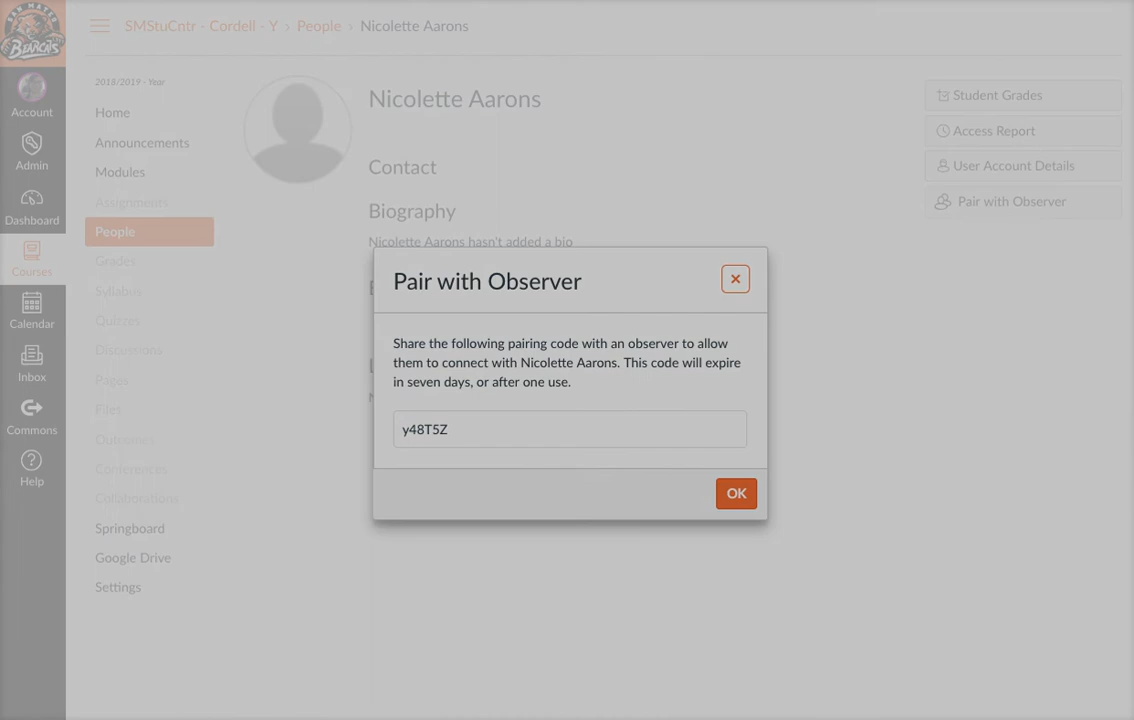 SAN MATEO
BEARCATS
SMStuCntr - Cordell - Y › People › Nicolette Aarons
Account
Admin
Dashboard
Courses
Calendar
Inbox
Commons
Help
2018/2019 - Year
Home
Announcements
Modules
Assignments
People
Grades
Syllabus
Quizzes
Discussions
Pages
Files
Outcomes
Conferences
Collaborations
Springboard
Google Drive
Settings
Nicolette Aarons
Contact
Biography
Nicolette Aarons hasn't added a bio
Student Grades
Access Report
User Account Details
Pair with Observer
Pair with Observer
Share the following pairing code with an observer to allow
them to connect with Nicolette Aarons. This code will expire
in seven days, or after one use.
y48T5Z
OK